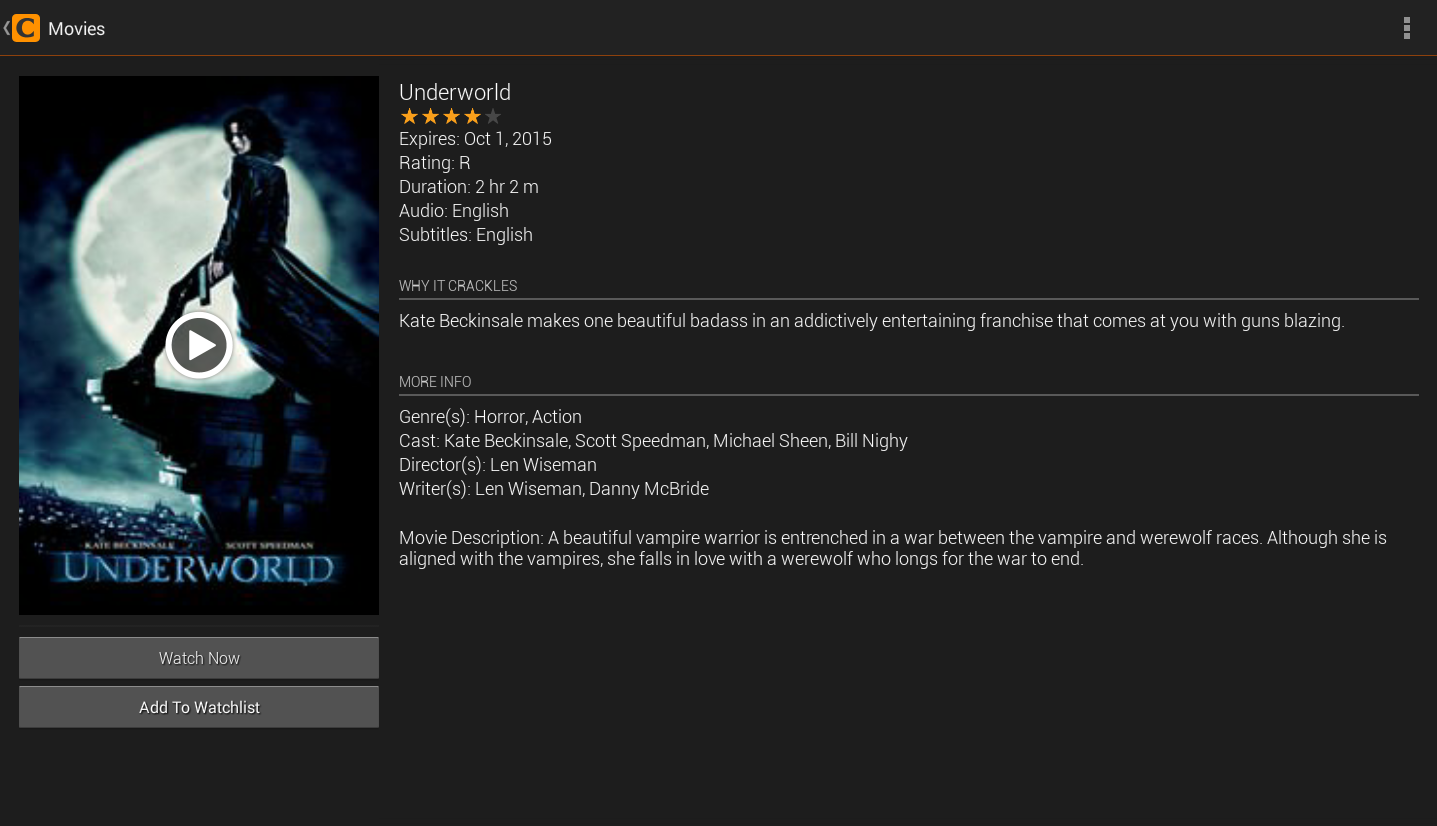 C Movies
Underworld
Expires: Oct 1, 2015
Rating: R
Duration: 2 hr 2 m
Audio: English
Subtitles: English
WHY IT CRACKLES
Kate Beckinsale makes one beautiful badass in an addictively entertaining franchise that comes at you with guns blazing.
MORE INFO
Genre(s): Horror, Action
Cast: Kate Beckinsale, Scott Speedman, Michael Sheen, Bill Nighy
Director(s): Len Wiseman
Writer(s): Len Wiseman, Danny McBride
Movie Description: A beautiful vampire warrior is entrenched in a war between the vampire and werewolf races. Although she is
aligned with the vampires, she falls in love with a werewolf who longs for the war to end.
KATE BECKINSALE SCOTT SPEEDMAN
UNDERWORLD
Watch Now
Add To Watchlist